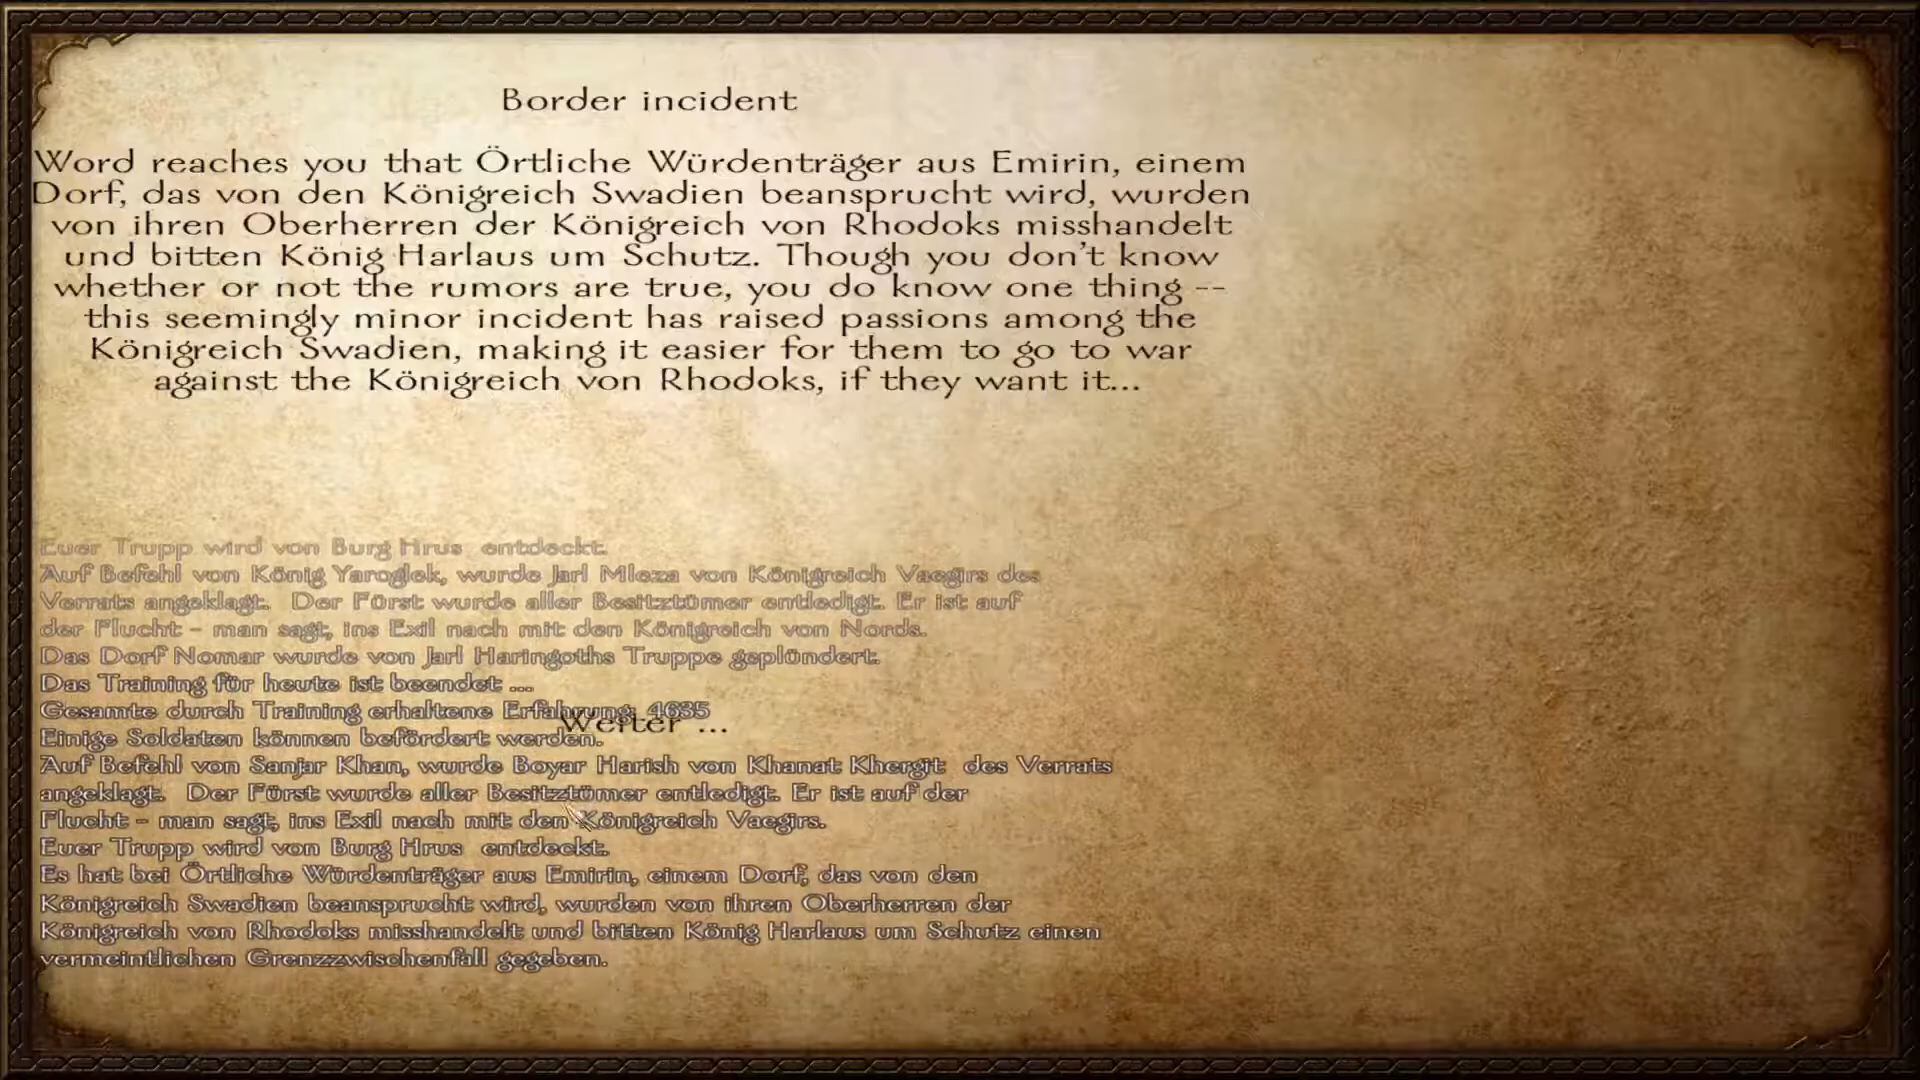 Border incident
Word reaches you that Örtliche Würdenträger aus Emirin, einem
Dorf, das von den Königreich Swadien beansprucht wird, wurden
von ihren Oberherren der Königreich von Rhodoks misshandelt
und bitten König Harlaus um Schutz. Though you don't know
whether or not the rumors are true, you do know one thing --
this seemingly minor incident has raised passions among the
Königreich Swadien, making it easier for them to go to war
against the Königreich von Rhodoks, if they want it...
Euer Trupp wird von Burg Hrus entdeckt.
Auf Befehl von König Yaroglek, wurde Jarl Mleza von Königreich Vaegirs des
Verrats angeklagt. Der Fürst wurde aller Besitztümer entledigt. Er ist auf
der Flucht - man sagt, ins Exil nach mit den Königreich von Nords.
Das Dorf Nomar wurde von Jarl Haringoths Truppe geplündert.
Das Training für heute ist beendet ...
Gesamte durch Training erhaltene Erfahrung: 4635
Weiter ...
Einige Soldaten können befördert werden.
Auf Befehl von Sanjar Khan, wurde Boyar Harish von Khanat Khergit des Verrats
angeklagt. Der Fürst wurde aller Besitztümer entledigt. Er ist auf der
Flucht - man sagt, ins Exil nach mit den Königreich Vaegirs.
Euer Trupp wird von Burg Hrus entdeckt.
Es hat bei Örtliche Würdenträger aus Emirin, einem Dorf, das von den
Königreich Swadien beansprucht wird, wurden von ihren Oberherren der
Königreich von Rhodoks misshandelt und bitten König Harlaus um Schutz einen
vermeintlichen Grenzzwischenfall gegeben.